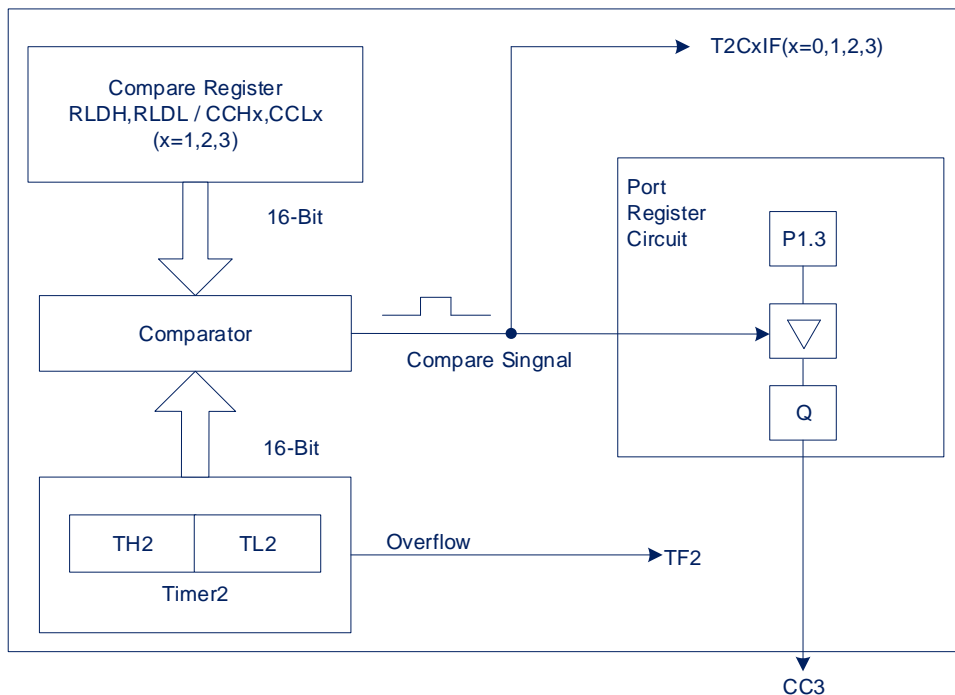 T2CxIF(x=0,1,2,3)
Compare Register
RLDH,RLDL / CCHx,CCLx
(x=1,2,3)
16-Bit
Port
Register
Circuit
P1.3
Comparator
Compare Singnal
Q
16-Bit
TH2
TL2
Timer2
Overflow
TF2
CC3